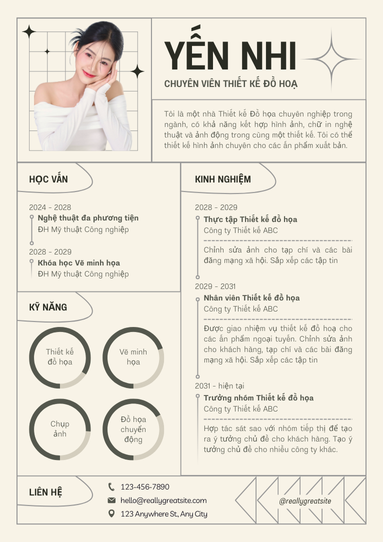 YẾN NHI
CHUYÊN VIÊN THIẾT KẾ ĐỒ HOẠ
Tôi là một nhà Thiết kế Đồ họa chuyên nghiệp trong
ngành, có khả năng kết hợp hình ảnh, chữ in nghệ
thuật và ảnh động trong cùng một thiết kế. Tôi có thể
thiết kế hình ảnh chuyên cho các ấn phẩm xuất bản.
HỌC VẤN
2024 - 2028
Nghệ thuật đa phương tiện
ĐH Mỹ thuật Công nghiệp
2028 - 2029
Khóa học Vẽ minh họa
ĐH Mỹ thuật Công nghiệp
KỸ NĂNG
Thiết kế
đồ họa
Vẽ minh
họa
Chụp
ảnh
Đồ họa
chuyển
động
KINH NGHIỆM
2028 - 2029
Thực tập Thiết kế đồ họa
Công ty Thiết kế ABC
Chỉnh sửa ảnh cho tạp chí và các bài
đăng mạng xã hội. Sắp xếp các tập tin
2029 - 2031
Nhân viên Thiết kế đồ họa
Công ty Thiết kế ABC
Được giao nhiệm vụ thiết kế đồ hoạ cho
các ấn phẩm ngoại tuyến. Chỉnh sửa ảnh
cho khách hàng, tạp chí và các bài đăng
mạng xã hội. Sắp xếp các tập tin
2031 - hiện tại
Trưởng nhóm Thiết kế đồ họa
Công ty Thiết kế ABC
Hợp tác sát sao với nhóm tiếp thị để tạo
ra ý tưởng chủ đề cho khách hàng. Tạo ý
tưởng chủ đề cho nhiều công ty khác.
LIÊN HỆ
123-456-7890
hello@reallygreatsite.com
123 Anywhere St., Any City
@reallygreatsite